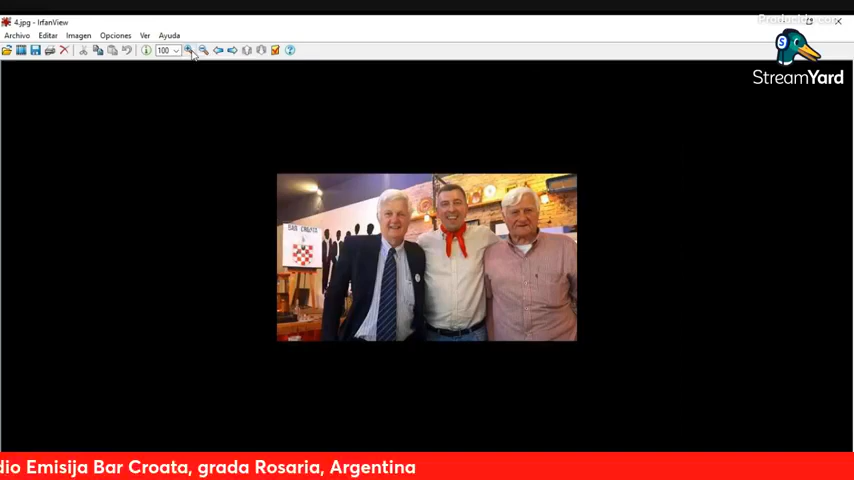 4.jpg - IrfanView
Archivo Editar Imagen Opciones Ver Ayuda
100
StreamYard
BAR CROATA
dio Emisija Bar Croata, grada Rosaria, Argentina